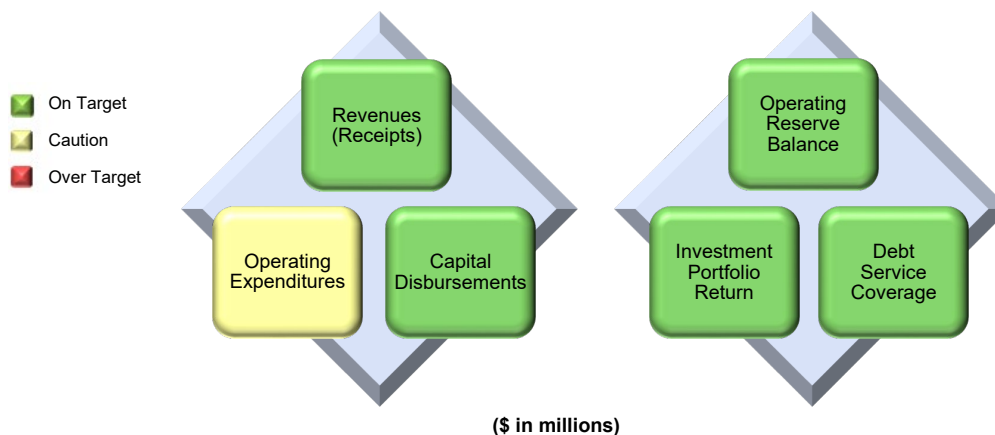 On Target
Caution
Over Target
Revenues
(Receipts)
Operating
Expenditures
Capital
Disbursements
Operating
Reserve
Balance
Investment
Portfolio
Return
Debt
Service
Coverage
($ in millions)